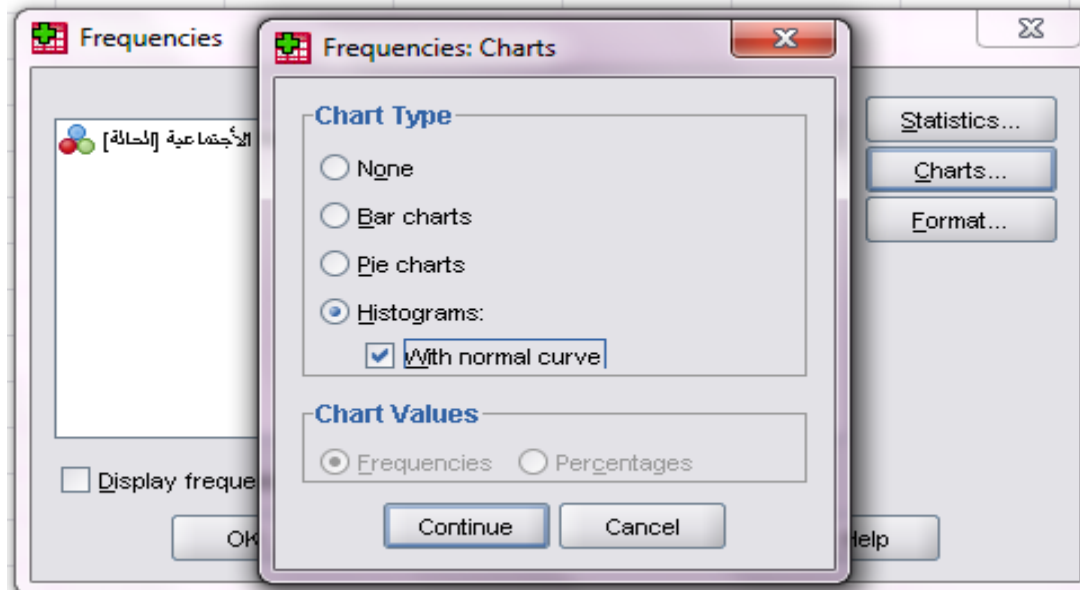 Frequencies
Frequencies: Charts
الأجتماعية [الحالة]
Statistics...
Charts...
Format...
Chart Type
None
Bar charts
Pie charts
Histograms:
With normal curve
Chart Values
Frequencies Percentages
Display freque
OK
Continue Cancel
Help